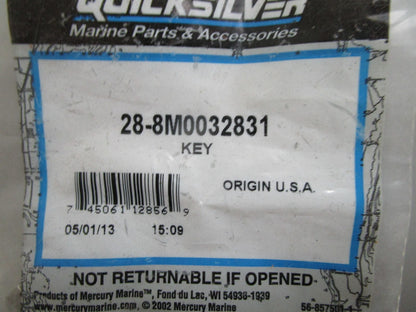 QUICKSILVER
Marine Parts & Accessories
28-8M0032831
KEY
ORIGIN U.S.A.
7 45061 12856 9
05/01/13 15:09
NOT RETURNABLE IF OPENED
Products of Mercury Marine™, Fond du Lac, WI 54936-1939
www.mercurymarine.com © 2002 Mercury Marine